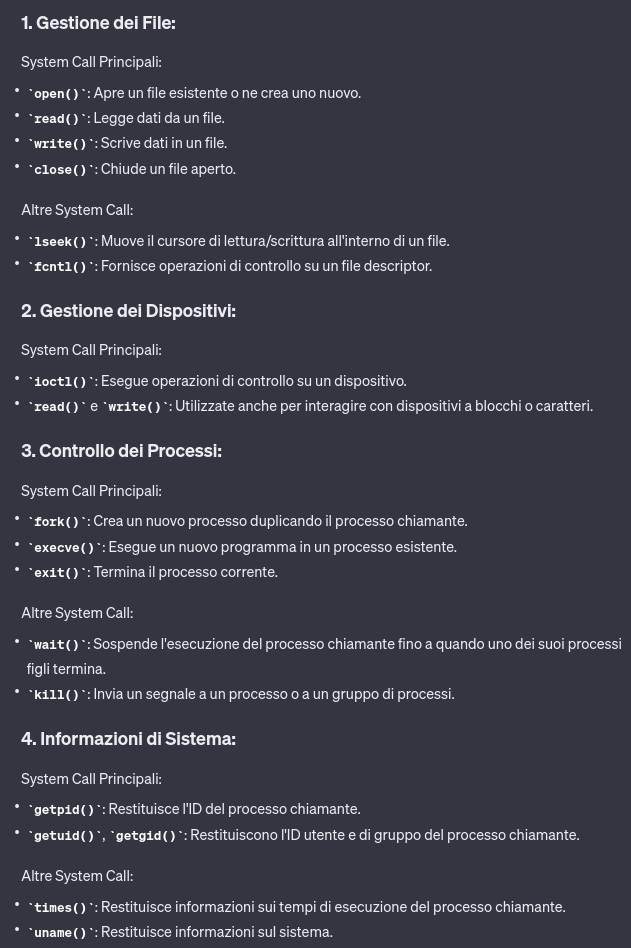 1. Gestione dei File:
System Call Principali:
• `open()`: Apre un file esistente o ne crea uno nuovo.
• `read()`: Legge dati da un file.
• `write()`: Scrive dati in un file.
• `close()`: Chiude un file aperto.
Altre System Call:
• `lseek()`: Muove il cursore di lettura/scrittura all'interno di un file.
• `fcntl()`: Fornisce operazioni di controllo su un file descriptor.
2. Gestione dei Dispositivi:
System Call Principali:
• `ioctl()`: Esegue operazioni di controllo su un dispositivo.
• `read()` e `write()`: Utilizzate anche per interagire con dispositivi a blocchi o caratteri.
3. Controllo dei Processi:
System Call Principali:
• `fork()`: Crea un nuovo processo duplicando il processo chiamante.
• `execve()`: Esegue un nuovo programma in un processo esistente.
• `exit()`: Termina il processo corrente.
Altre System Call:
• `wait()`: Sospende l'esecuzione del processo chiamante fino a quando uno dei suoi processi
figli termina.
• `kill()`: Invia un segnale a un processo o a un gruppo di processi.
4. Informazioni di Sistema:
System Call Principali:
• `getpid()`: Restituisce l'ID del processo chiamante.
• `getuid()`, `getgid()`: Restituiscono l'ID utente e di gruppo del processo chiamante.
Altre System Call:
• `times()`: Restituisce informazioni sui tempi di esecuzione del processo chiamante.
• `uname()`: Restituisce informazioni sul sistema.